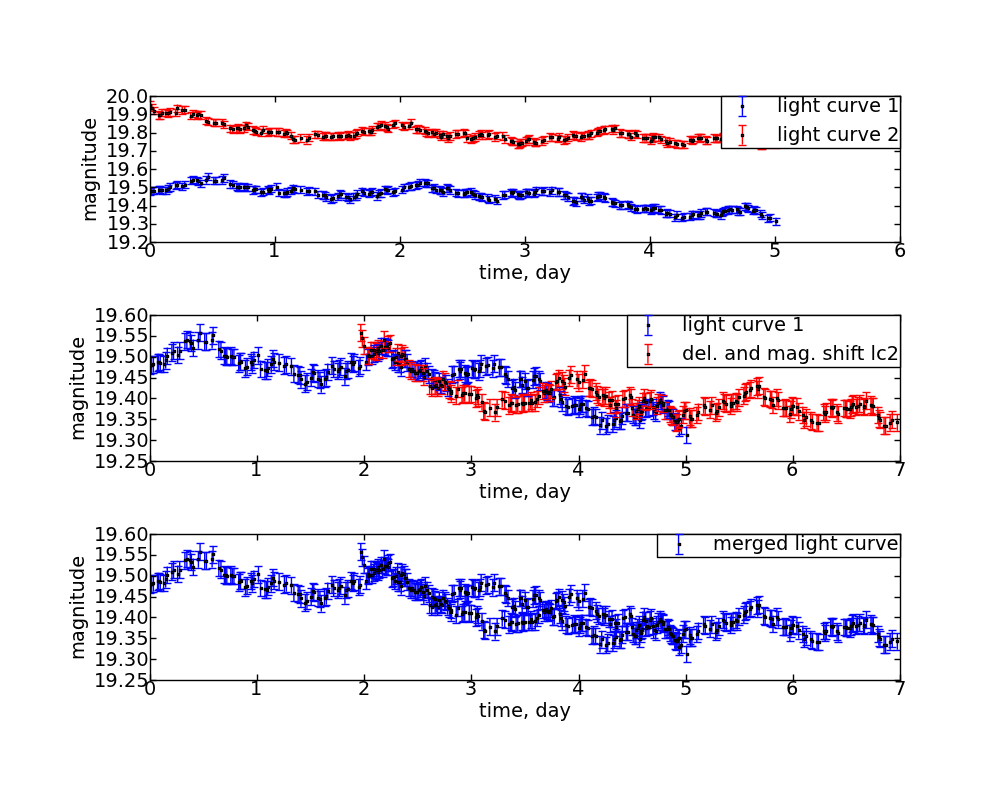 20.0
19.9
19.8
19.7
19.6
19.5
19.4
19.3
19.2
magnitude
light curve 1
light curve 2
0 1 2 3 4 5 6
time, day
19.60
19.55
19.50
19.45
19.40
19.35
19.30
19.25
magnitude
light curve 1
del. and mag. shift lc2
0 1 2 3 4 5 6 7
time, day
19.60
19.55
19.50
19.45
19.40
19.35
19.30
19.25
magnitude
merged light curve
0 1 2 3 4 5 6 7
time, day